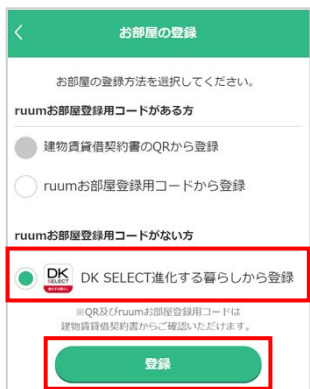 お部屋の登録
お部屋の登録方法を選択してください。
ruumお部屋登録用コードがある方
建物賃貸借契約書のQRから登録
ruumお部屋登録用コードから登録
ruumお部屋登録用コードがない方
DK SELECT DK SELECT進化する暮らしから登録
※QR及びruumお部屋登録用コードは
建物賃貸借契約書からご確認いただけます。
登録